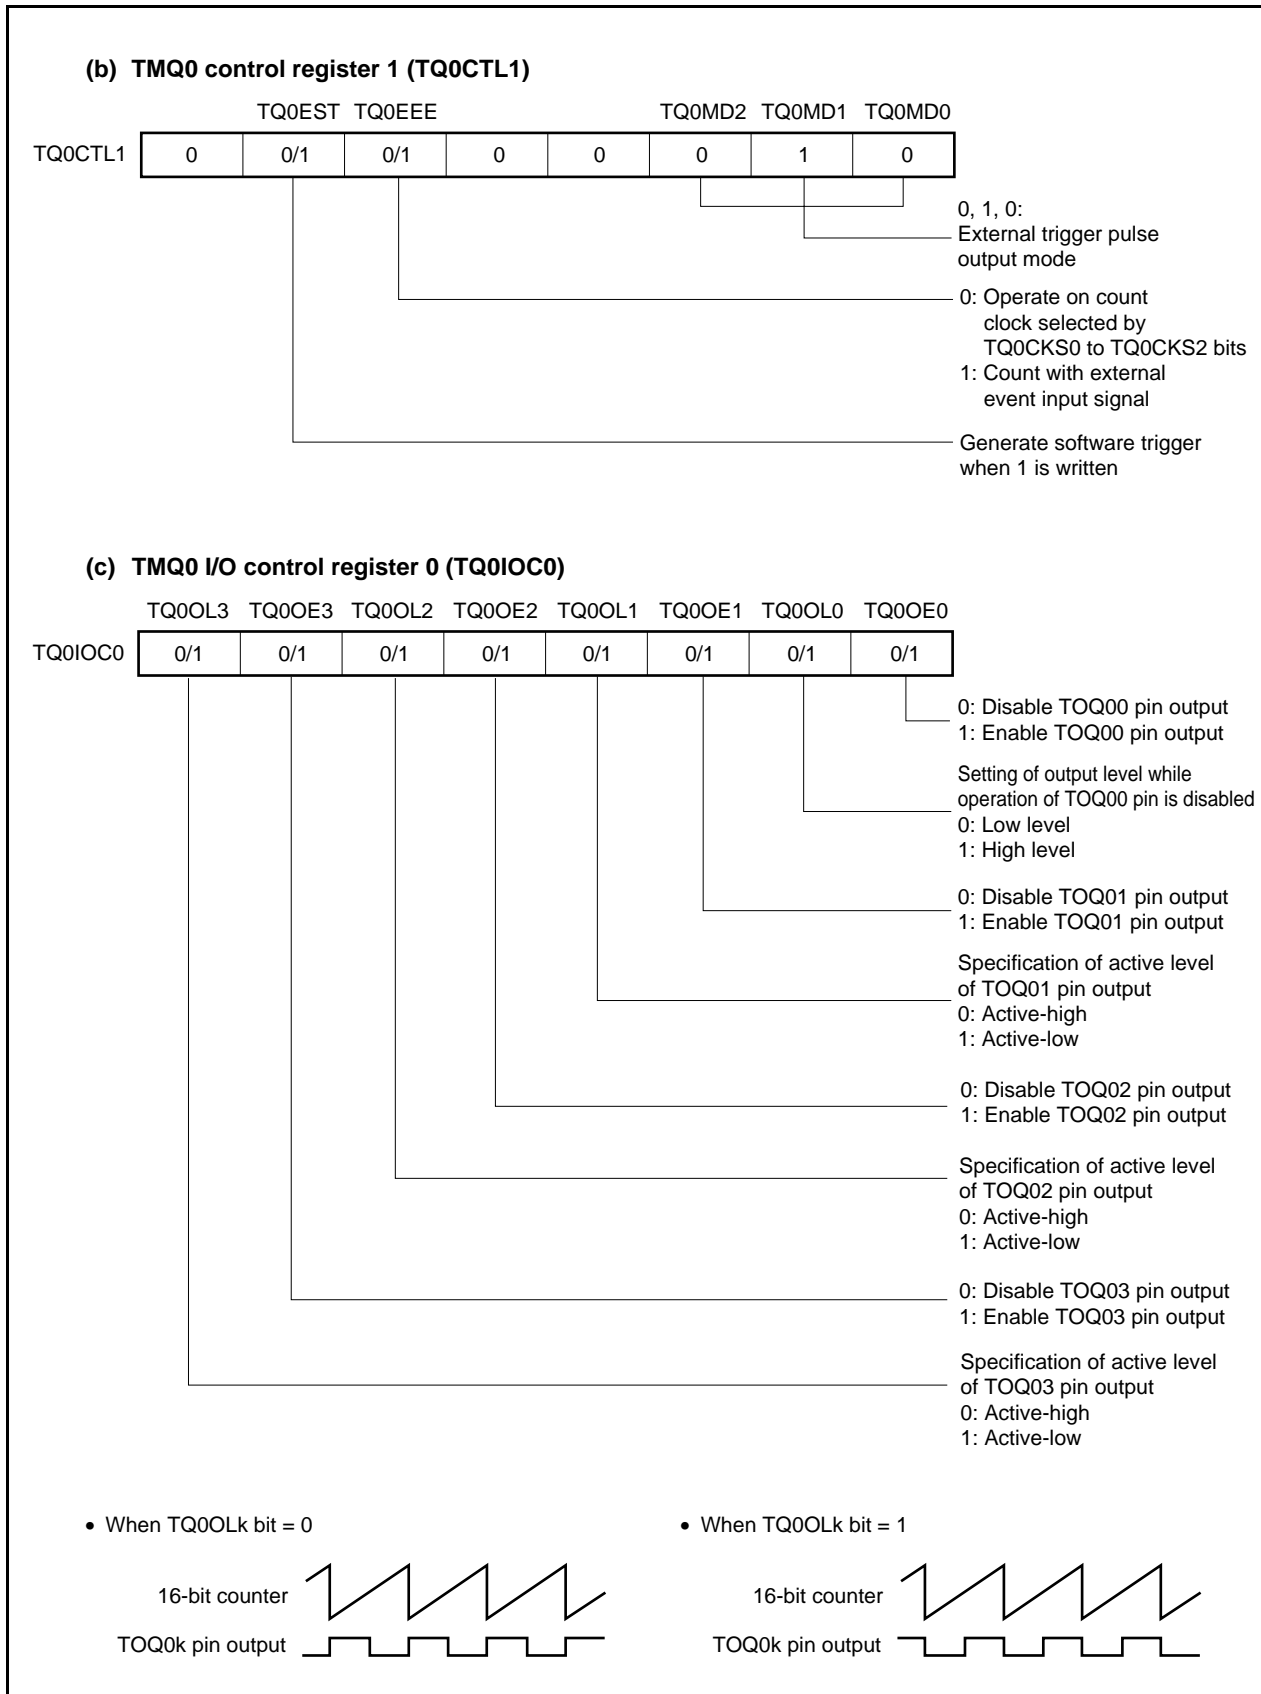 (b) TMQ0 control register 1 (TQ0CTL1)
TQ0EST TQ0EEE TQ0MD2 TQ0MD1 TQ0MD0
TQ0CTL1 0 0/1 0/1 0 0 0 1 0
0, 1, 0:
External trigger pulse
output mode
0: Operate on count
clock selected by
TQ0CKS0 to TQ0CKS2 bits
1: Count with external
event input signal
Generate software trigger
when 1 is written
(c) TMQ0 I/O control register 0 (TQ0IOC0)
TQ0OL3 TQ0OE3 TQ0OL2 TQ0OE2 TQ0OL1 TQ0OE1 TQ0OL0 TQ0OE0
TQ0IOC0 0/1 0/1 0/1 0/1 0/1 0/1 0/1 0/1
0: Disable TOQ00 pin output
1: Enable TOQ00 pin output
Setting of output level while
operation of TOQ00 pin is disabled
0: Low level
1: High level
0: Disable TOQ01 pin output
1: Enable TOQ01 pin output
Specification of active level
of TOQ01 pin output
0: Active-high
1: Active-low
0: Disable TOQ02 pin output
1: Enable TOQ02 pin output
Specification of active level
of TOQ02 pin output
0: Active-high
1: Active-low
0: Disable TOQ03 pin output
1: Enable TOQ03 pin output
Specification of active level
of TOQ03 pin output
0: Active-high
1: Active-low
• When TQ0OLk bit = 0
16-bit counter
TOQ0k pin output
• When TQ0OLk bit = 1
16-bit counter
TOQ0k pin output